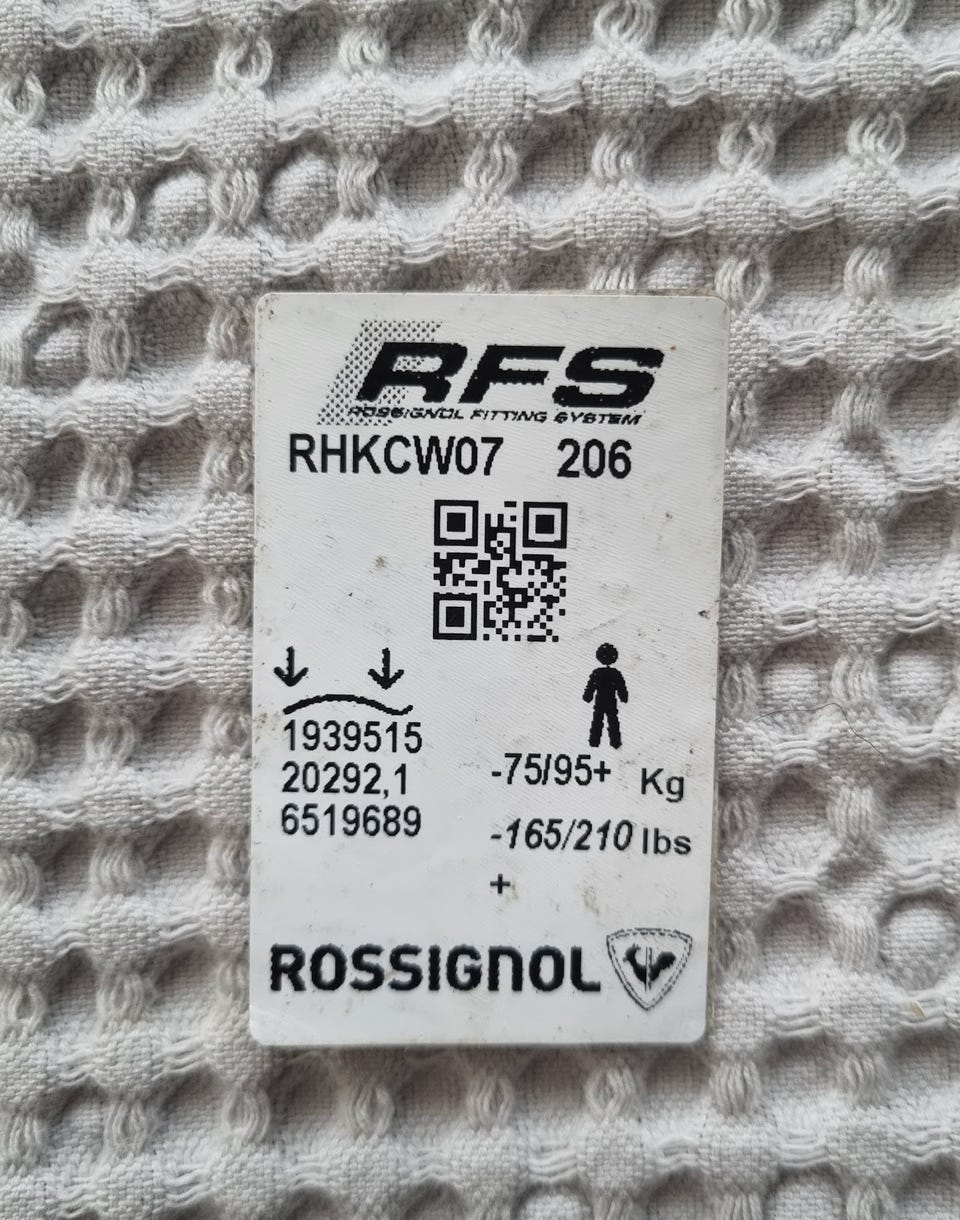 RFS
ROSSIGNOL FITTING SYSTEM
RHKCW07 206
1939515
20292,1
6519689
-75/95+ Kg
-165/210 lbs
+
ROSSIGNOL